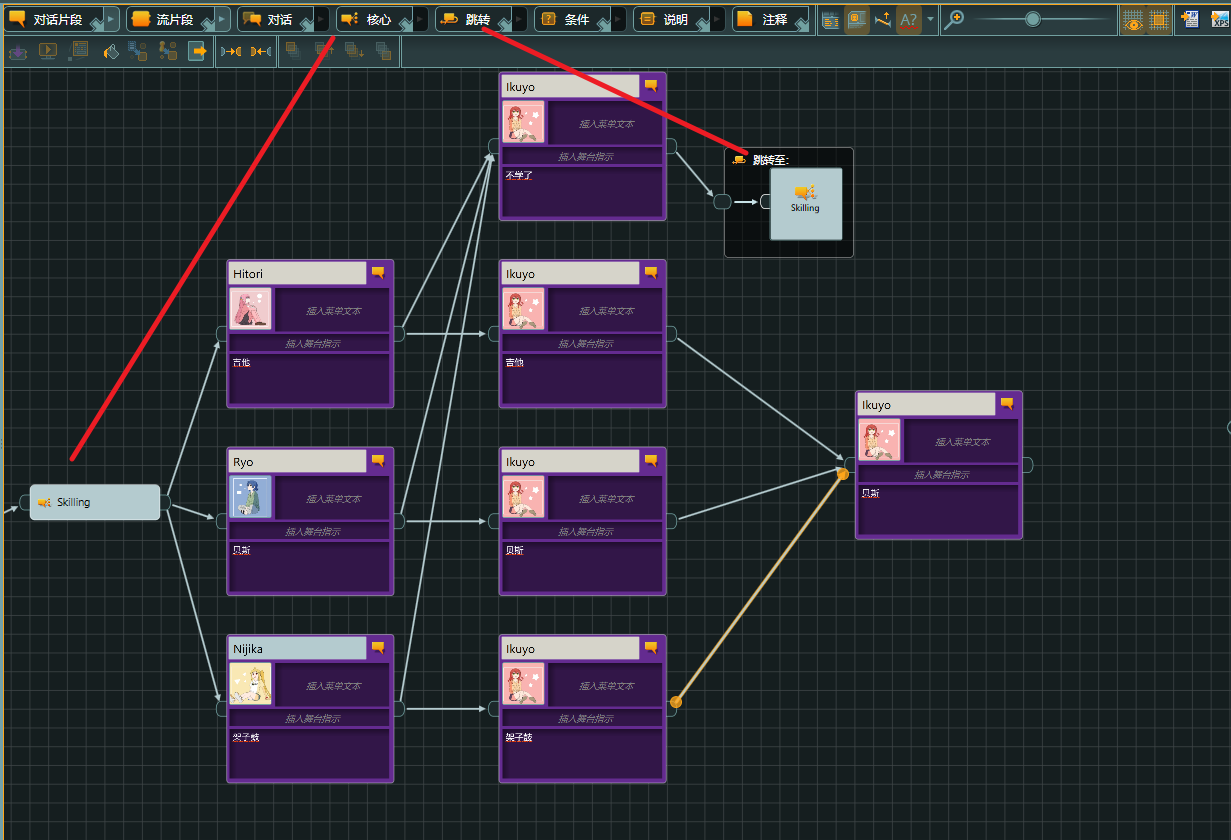 对话片段
流片段
对话
核心
跳转
条件
说明
注释
A?
XPS
Ikuyo
插入菜单文本
插入舞台指示
不学了
跳转至:
Skilling
Hitori
插入菜单文本
插入舞台指示
吉他
Ikuyo
插入菜单文本
插入舞台指示
吉他
Ikuyo
插入菜单文本
插入舞台指示
贝斯
Ryo
插入菜单文本
插入舞台指示
贝斯
Ikuyo
插入菜单文本
插入舞台指示
贝斯
Skilling
Nijika
插入菜单文本
插入舞台指示
架子鼓
Ikuyo
插入菜单文本
插入舞台指示
架子鼓